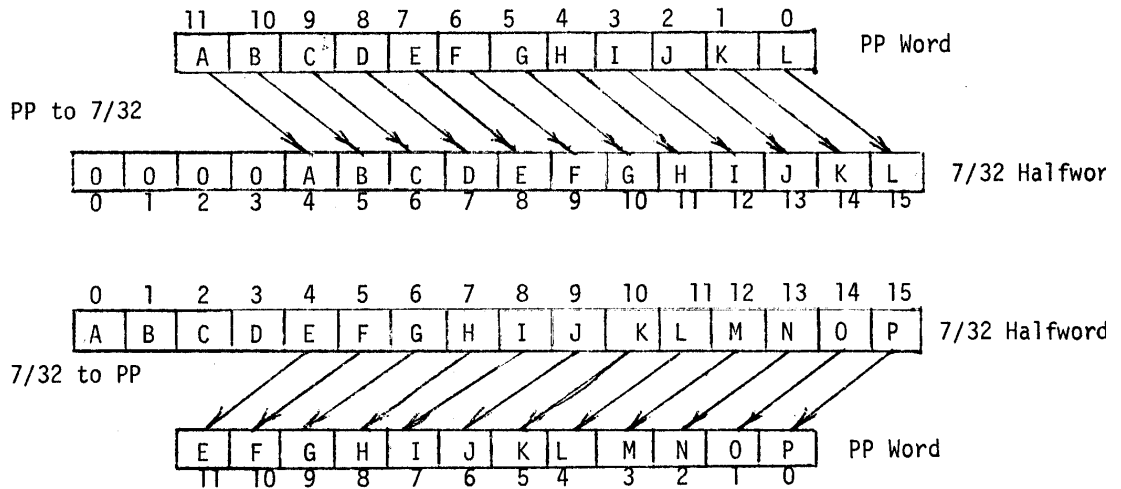 11 10 9 8 7 6 5 4 3 2 1 0
A B C D E F G H I J K L PP Word
PP to 7/32
0 0 0 0 A B C D E F G H I J K L 7/32 Halfwor
0 1 2 3 4 5 6 7 8 9 10 11 12 13 14 15
0 1 2 3 4 5 6 7 8 9 10 11 12 13 14 15
A B C D E F G H I J K L M N O P 7/32 Halfword
7/32 to PP
E F G H I J K L M N O P PP Word
11 10 9 8 7 6 5 4 3 2 1 0